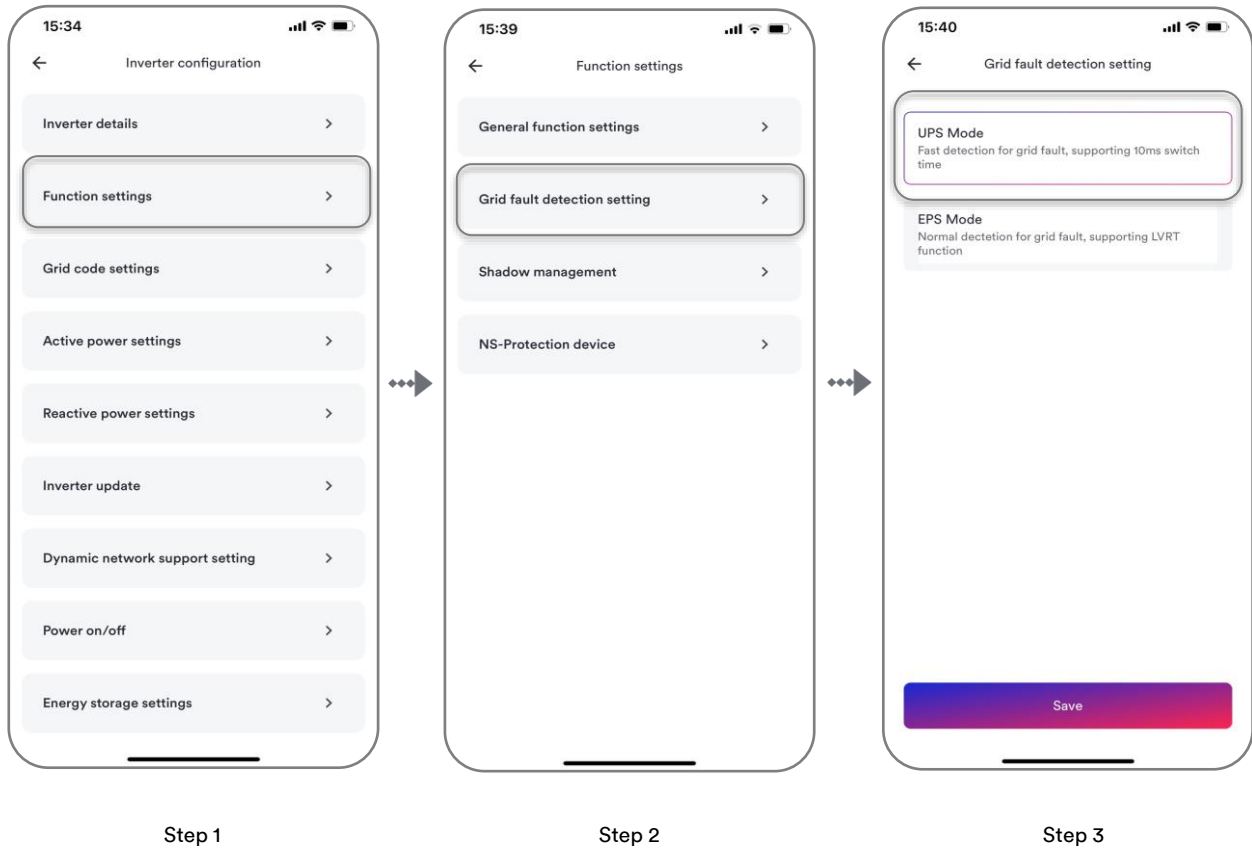 15:34
Inverter configuration
Inverter details
Function settings
Grid code settings
Active power settings
Reactive power settings
Inverter update
Dynamic network support setting
Power on/off
Energy storage settings
Step 1
15:39
Function settings
General function settings
Grid fault detection setting
Shadow management
NS-Protection device
Step 2
15:40
Grid fault detection setting
UPS Mode
Fast detection for grid fault, supporting 10ms switch
time
EPS Mode
Normal dectetion for grid fault, supporting LVRT
function
Save
Step 3